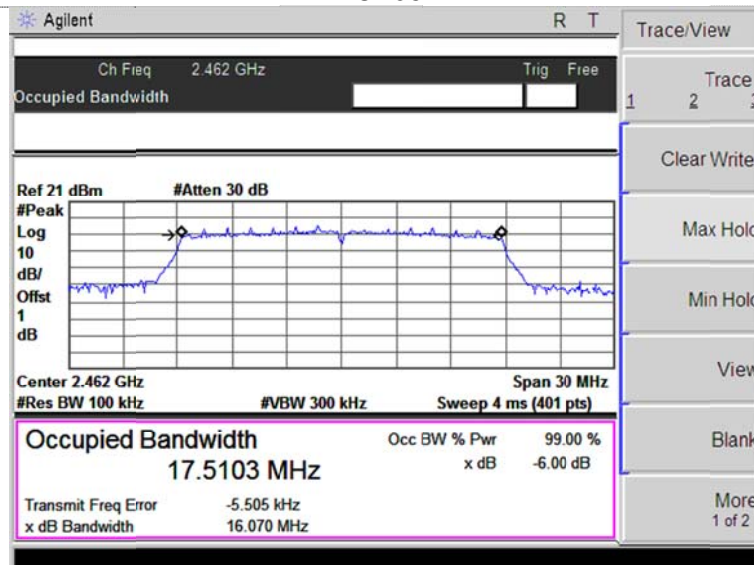 Agilent R T
Trace/View
Ch Freq 2.462 GHz Trig Free
Occupied Bandwidth
Trace
1 2
Clear Write
Max Hold
Min Hold
View
Blank
More
1 of 2
Ref 21 dBm #Atten 30 dB
#Peak
Log
10
dB/
Offst
1
dB
Center 2.462 GHz Span 30 MHz
#Res BW 100 kHz #VBW 300 kHz Sweep 4 ms (401 pts)
Occupied Bandwidth Occ BW % Pwr 99.00 %
17.5103 MHz x dB -6.00 dB
Transmit Freq Error -5.505 kHz
x dB Bandwidth 16.070 MHz